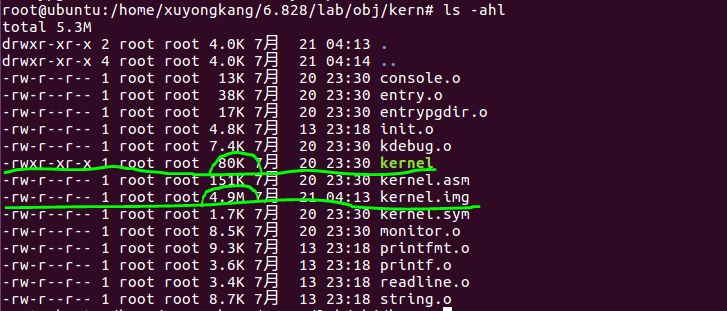 root@ubuntu:/home/xuyongkang/6.828/lab/obj/kern# ls -ahl
total 5.3M
drwxr-xr-x 2 root root 4.0K 7月 21 04:13 .
drwxr-xr-x 4 root root 4.0K 7月 21 04:14 ..
-rw-r--r-- 1 root root 13K 7月 20 23:30 console.o
-rw-r--r-- 1 root root 38K 7月 20 23:30 entry.o
-rw-r--r-- 1 root root 17K 7月 20 23:30 entrypgdir.o
-rw-r--r-- 1 root root 4.8K 7月 13 23:18 init.o
-rw-r--r-- 1 root root 7.4K 7月 20 23:30 kdebug.o
-rwxr-xr-x 1 root root 80K 7月 20 23:30 kernel
-rw-r--r-- 1 root root 151K 7月 20 23:30 kernel.asm
-rw-r--r-- 1 root root 4.9M 7月 21 04:13 kernel.img
-rw-r--r-- 1 root root 1.7K 7月 20 23:30 kernel.sym
-rw-r--r-- 1 root root 8.5K 7月 20 23:30 monitor.o
-rw-r--r-- 1 root root 9.3K 7月 13 23:18 printfmt.o
-rw-r--r-- 1 root root 3.6K 7月 13 23:18 printf.o
-rw-r--r-- 1 root root 3.4K 7月 13 23:18 readline.o
-rw-r--r-- 1 root root 8.7K 7月 13 23:18 string.o